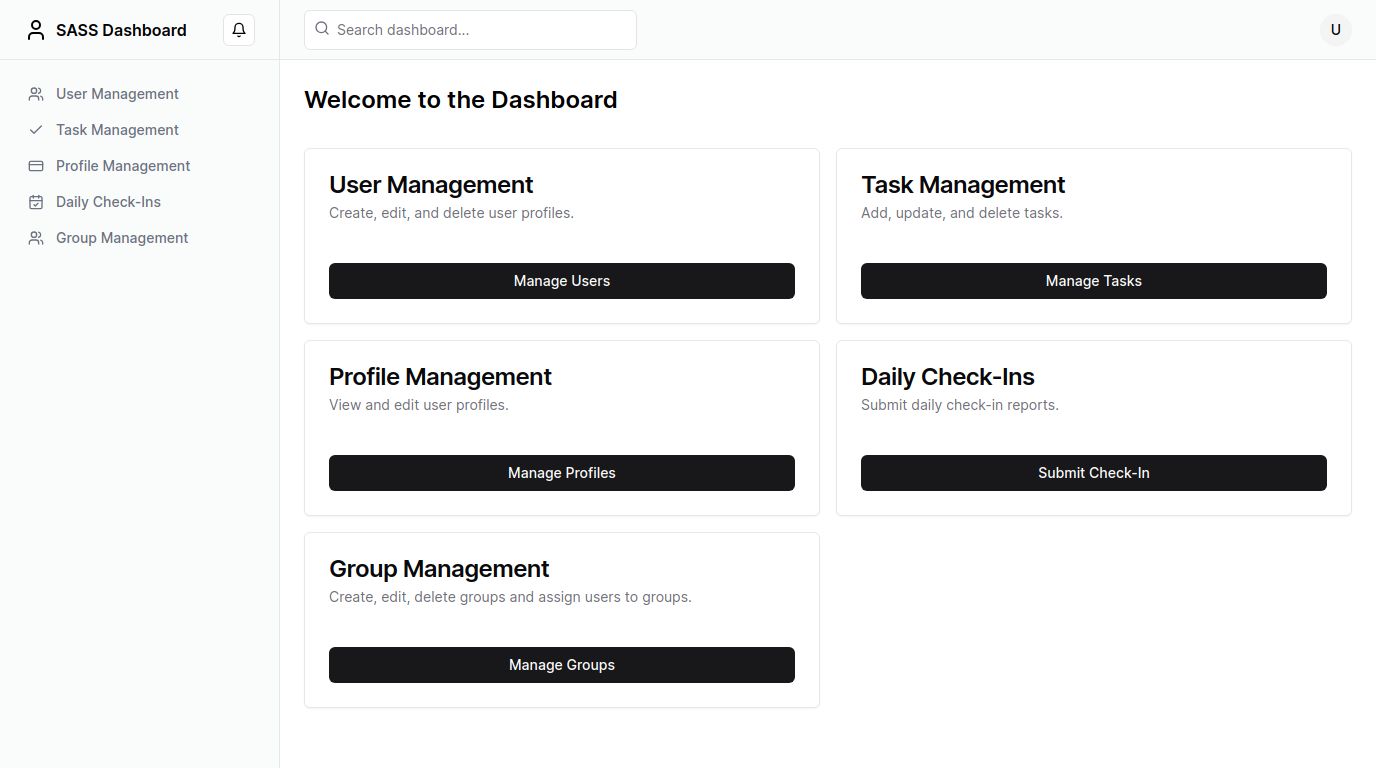 SASS Dashboard
Search dashboard...
U
User Management
Task Management
Profile Management
Daily Check-Ins
Group Management
Welcome to the Dashboard
User Management
Create, edit, and delete user profiles.
Manage Users
Task Management
Add, update, and delete tasks.
Manage Tasks
Profile Management
View and edit user profiles.
Manage Profiles
Daily Check-Ins
Submit daily check-in reports.
Submit Check-In
Group Management
Create, edit, delete groups and assign users to groups.
Manage Groups